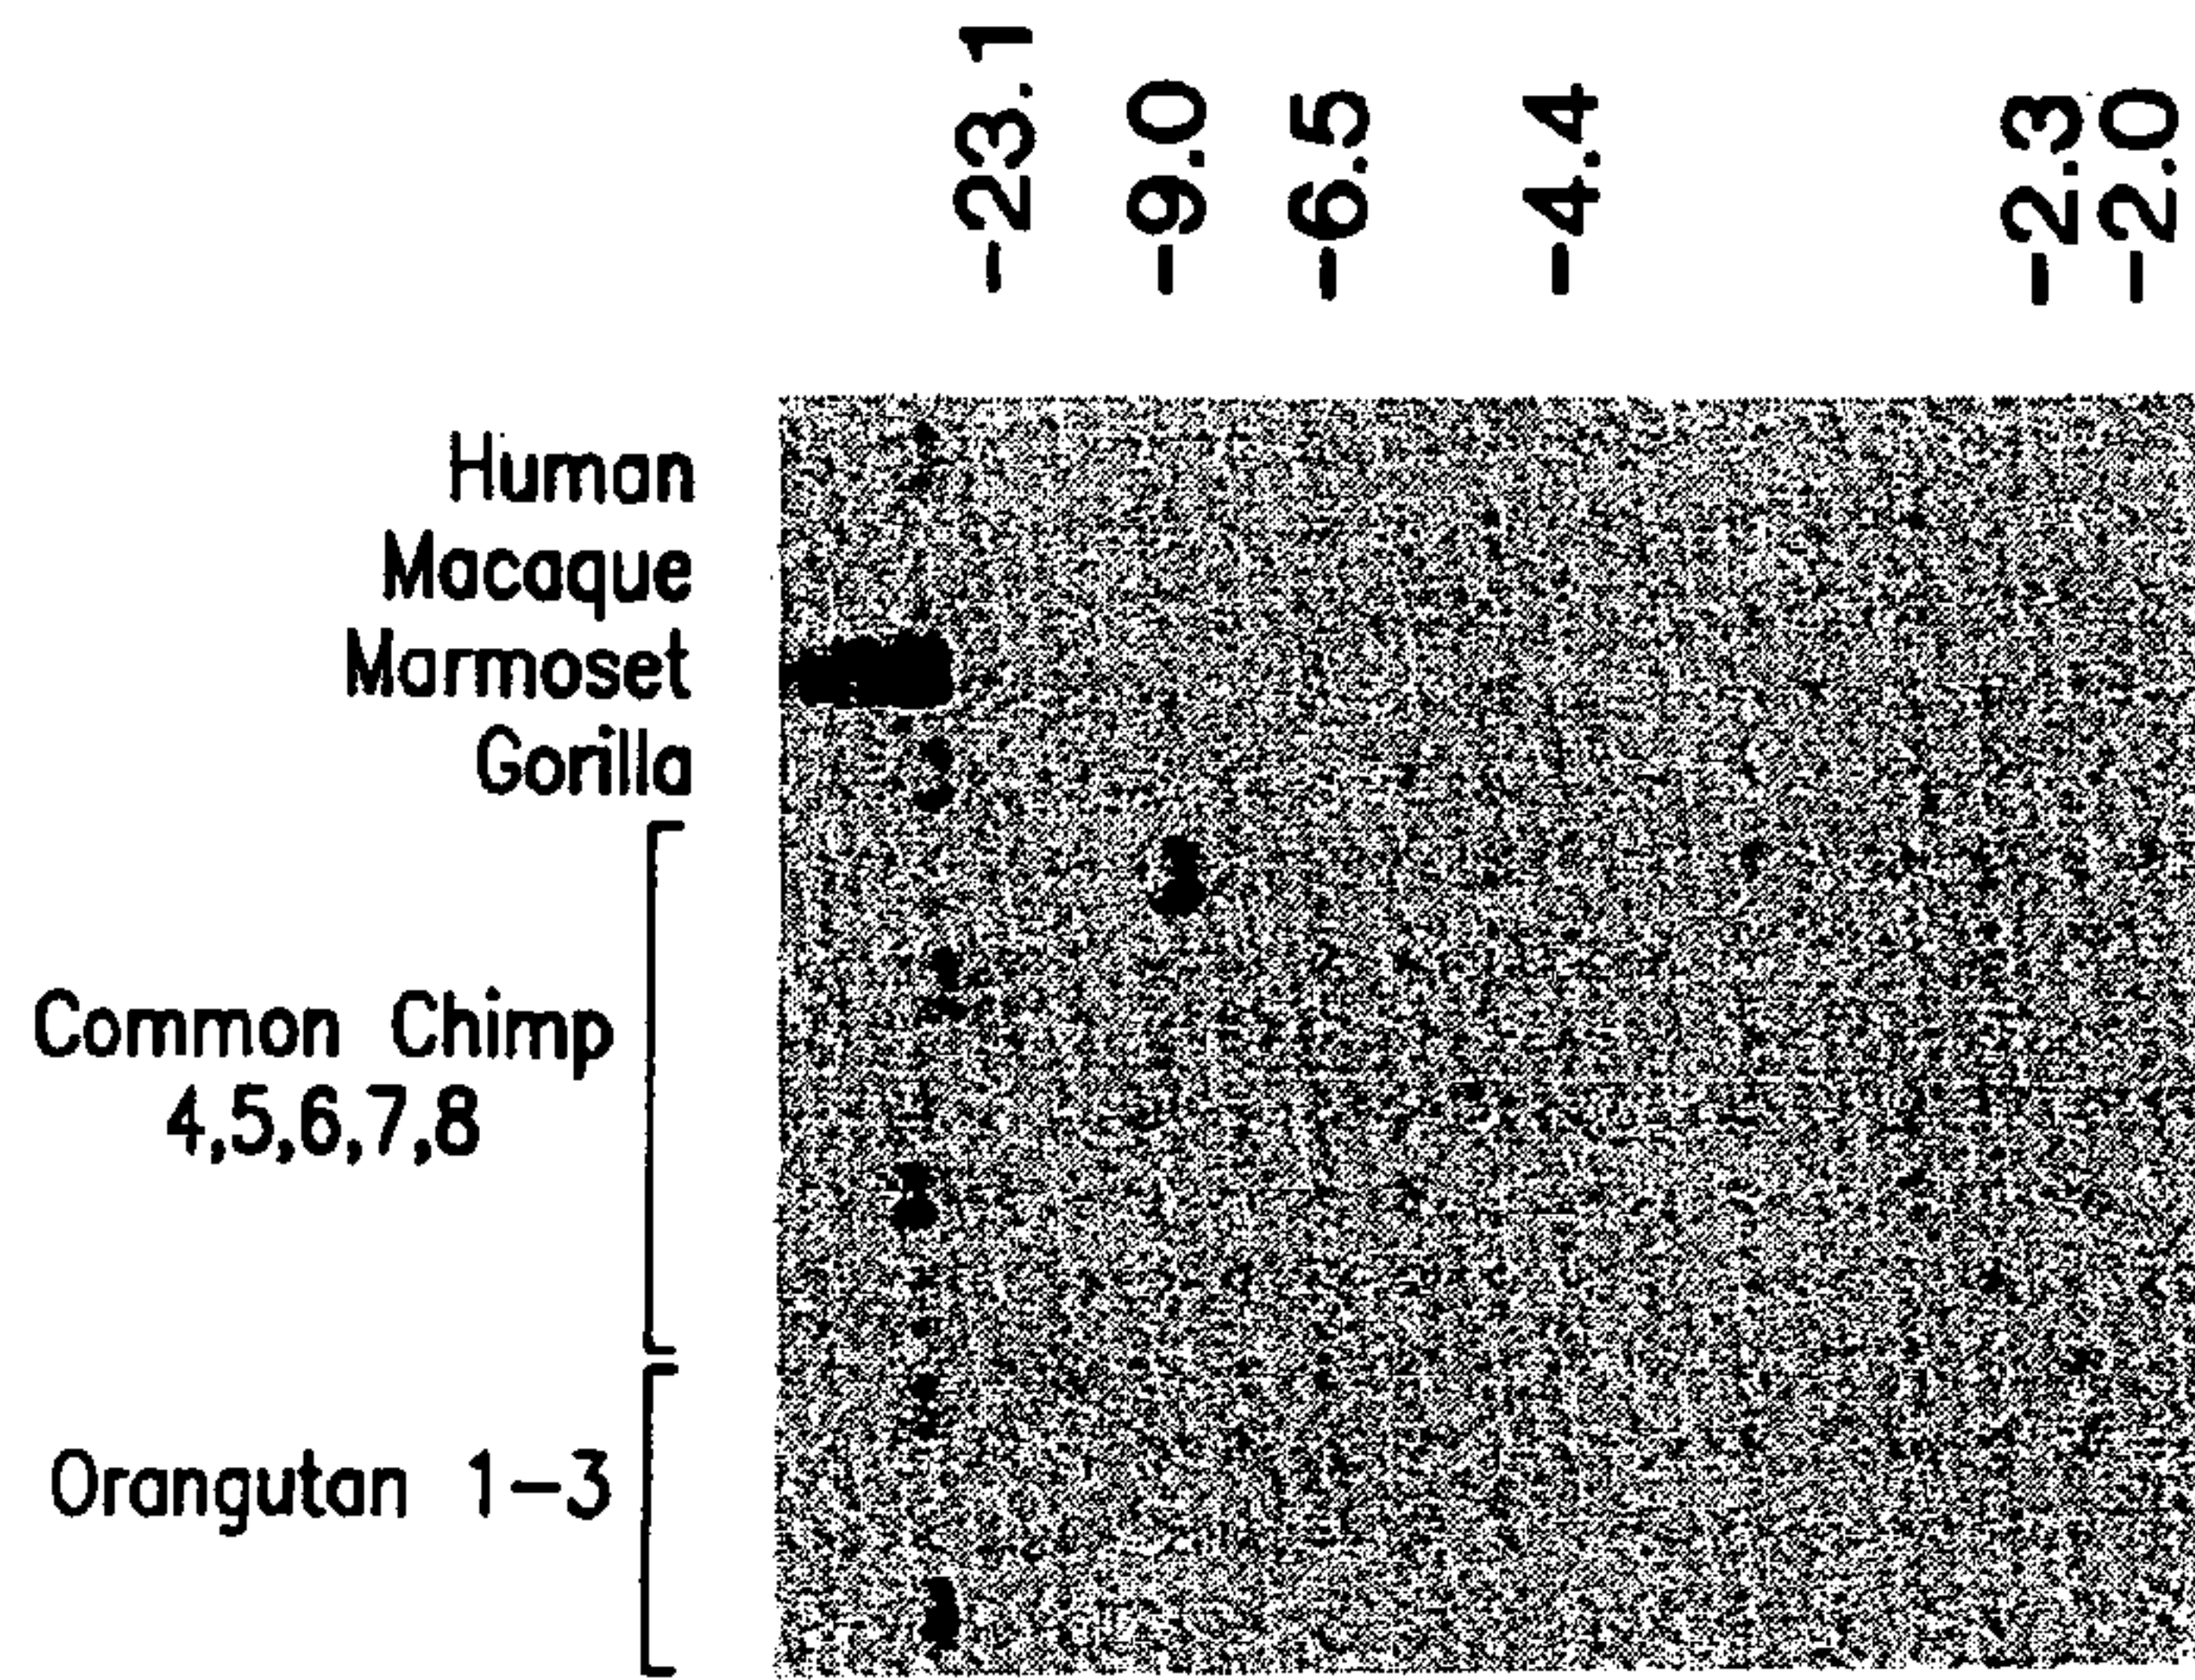 -23.1
-9.0
-6.5
-4.4
-2.3
-2.0
Human
Macaque
Marmoset
Gorilla
Common Chimp
4,5,6,7,8
Orangutan 1-3